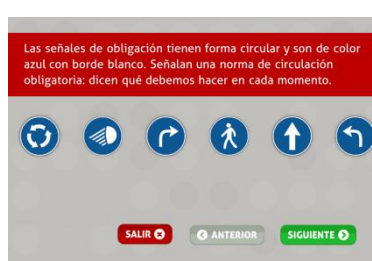 Las señales de obligación tienen forma circular y son de color
azul con borde blanco. Señalan una norma de circulación
obligatoria: dicen qué debemos hacer en cada momento.
SALIR
ANTERIOR
SIGUIENTE